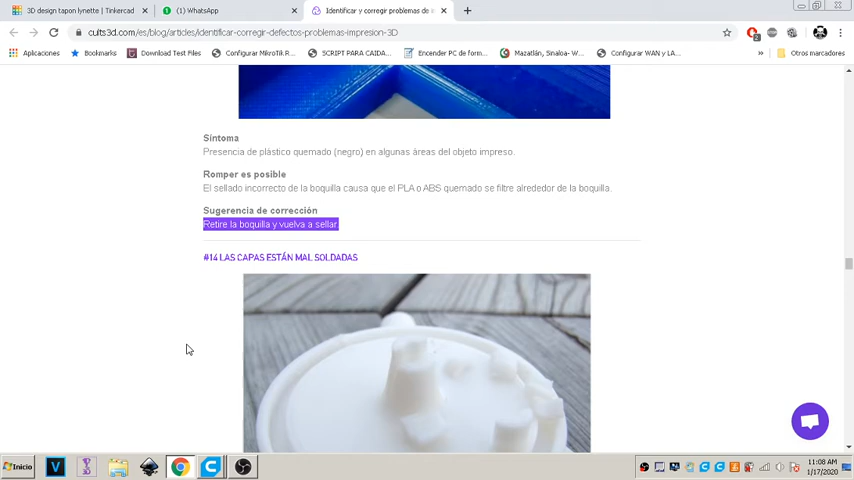 3D design tapon lynette | Tinkercad
(1) WhatsApp
Identificar y corregir problemas de i
cults3d.com/es/blog/articles/identificar-corregir-defectos-problemas-impresion-3D
Aplicaciones
Bookmarks
Download Test Files
Configurar MikroTik R...
SCRIPT PARA CAIDA...
Encender PC de form...
Mazatlán, Sinaloa- W...
Configurar WAN y LA...
»
Otros marcadores
Síntoma
Presencia de plástico quemado (negro) en algunas áreas del objeto impreso.
Romper es posible
El sellado incorrecto de la boquilla causa que el PLA o ABS quemado se filtre alrededor de la boquilla.
Sugerencia de corrección
Retire la boquilla y vuelva a sellar.
#14 LAS CAPAS ESTÁN MAL SOLDADAS
Inicio
11:08 AM
1/17/2020